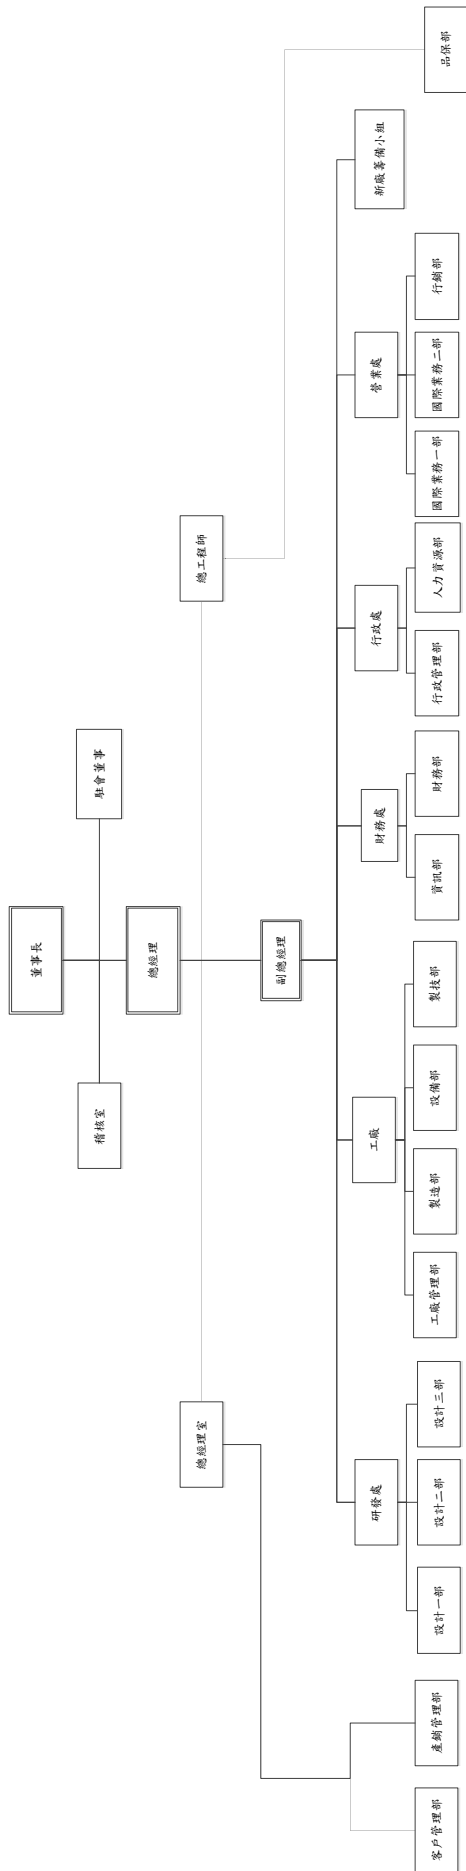 董事長
稽核室
駐會董事
總經理
總經理室
總工程師
副總經理
研發處
工廠
財務處
行政處
營業處
新廠籌備小組
客戶管理部
產銷管理部
設計一部
設計二部
設計三部
工廠管理部
製造部
設備部
製技部
資訊部
財務部
行政管理部
人力資源部
國際業務一部
國際業務二部
行銷部
品保部